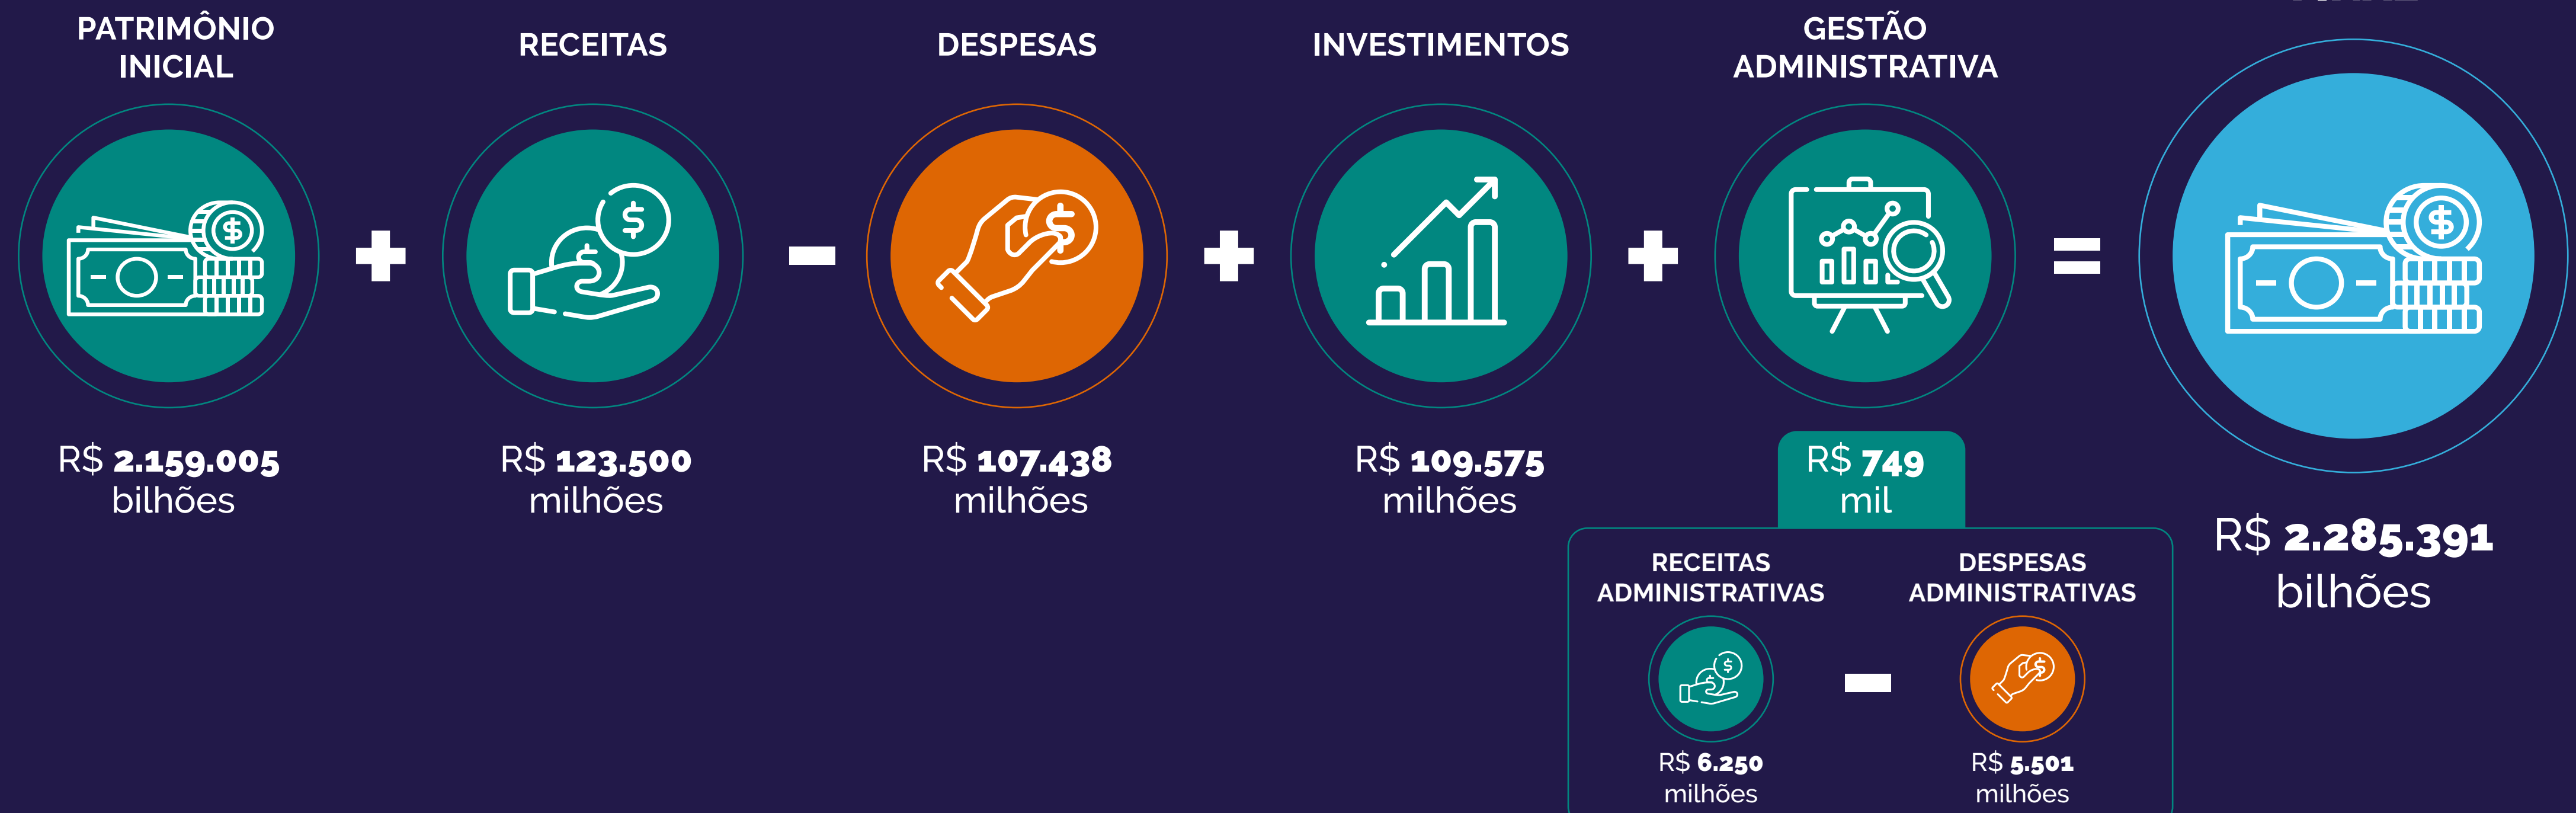 PATRIMÔNIO
INICIAL
RECEITAS
DESPESAS
INVESTIMENTOS
GESTÃO
ADMINISTRATIVA
R$ 2.159.005
bilhões
R$ 123.500
milhões
R$ 107.438
milhões
R$ 109.575
milhões
R$ 749
mil
R$ 2.285.391
bilhões
RECEITAS
ADMINISTRATIVAS
DESPESAS
ADMINISTRATIVAS
R$ 6.250
milhões
R$ 5.501
milhões